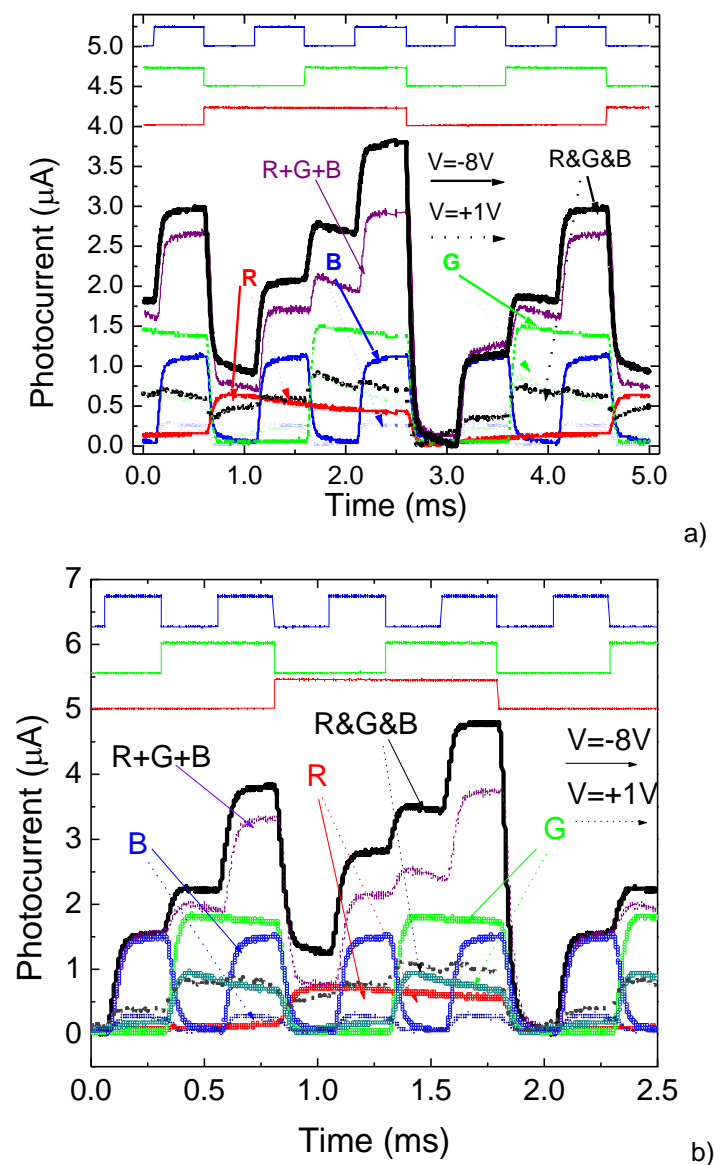 5.0
4.5
4.0
3.5
3.0
2.5
2.0
1.5
1.0
0.5
0.0
Photocurrent (μA)
R+G+B
V=-8V
R&G&B
V=+1V
R
B
G
0.0 1.0 2.0 3.0 4.0 5.0
Time (ms)
a)
7
6
5
4
3
2
1
0
Photocurrent (μA)
R+G+B
R&G&B
V=-8V
V=+1V
B
R
G
0.0 0.5 1.0 1.5 2.0 2.5
Time (ms)
b)